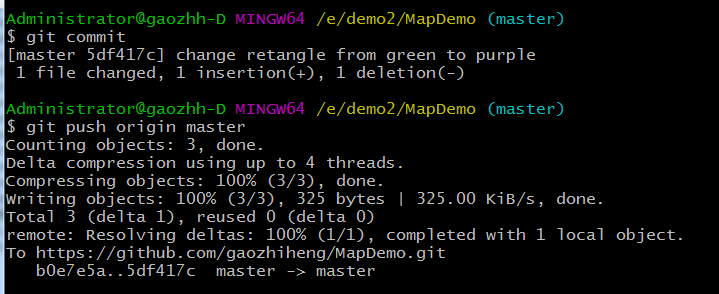 Administrator@gaozhh-D MINGW64 /e/demo2/MapDemo (master)
$ git commit
[master 5df417c] change retangle from green to purple
 1 file changed, 1 insertion(+), 1 deletion(-)

Administrator@gaozhh-D MINGW64 /e/demo2/MapDemo (master)
$ git push origin master
Counting objects: 3, done.
Delta compression using up to 4 threads.
Compressing objects: 100% (3/3), done.
Writing objects: 100% (3/3), 325 bytes | 325.00 KiB/s, done.
Total 3 (delta 1), reused 0 (delta 0)
remote: Resolving deltas: 100% (1/1), completed with 1 local object.
To https://github.com/gaozhiheng/MapDemo.git
   b0e7e5a..5df417c  master -> master